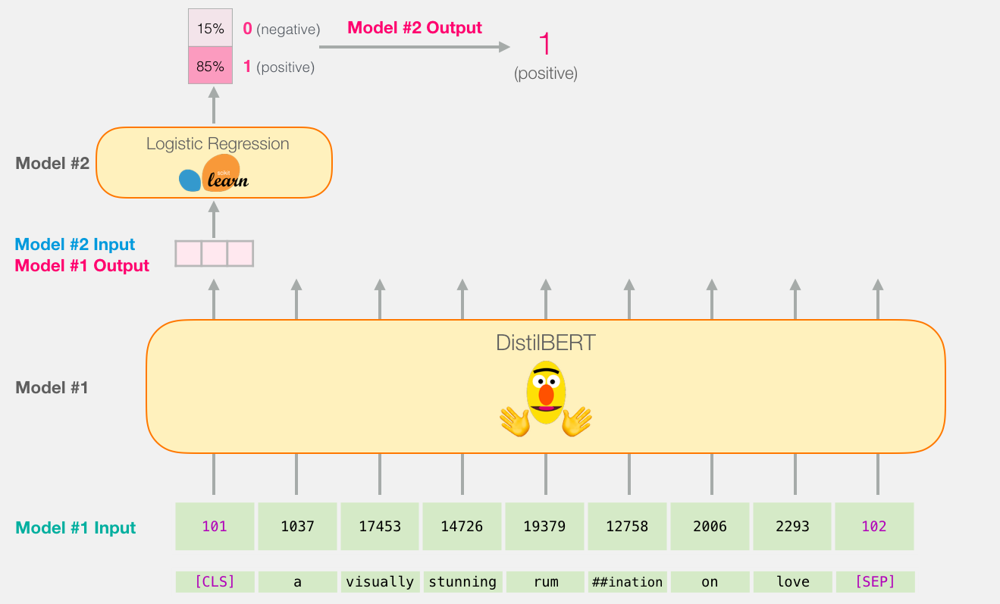 15% 0 (negative) Model #2 Output 1
85% 1 (positive) (positive)
Logistic Regression
Model #2
scikit
learn
Model #2 Input
Model #1 Output
DistilBERT
Model #1
Model #1 Input 101 1037 17453 14726 19379 12758 2006 2293 102
[CLS] a visually stunning rum ##ination on love [SEP]